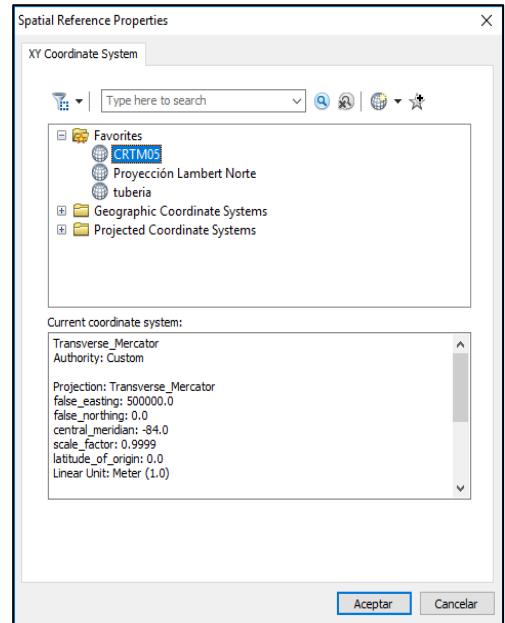 Spatial Reference Properties
XY Coordinate System
Type here to search
Favorites
CRTM05
Proyección Lambert Norte
tuberia
Geographic Coordinate Systems
Projected Coordinate Systems
Current coordinate system:
Transverse_Mercator
Authority: Custom
Projection: Transverse_Mercator
false_easting: 500000.0
false_northing: 0.0
central_meridian: -84.0
scale_factor: 0.9999
latitude_of_origin: 0.0
Linear Unit: Meter (1.0)
Aceptar Cancelar